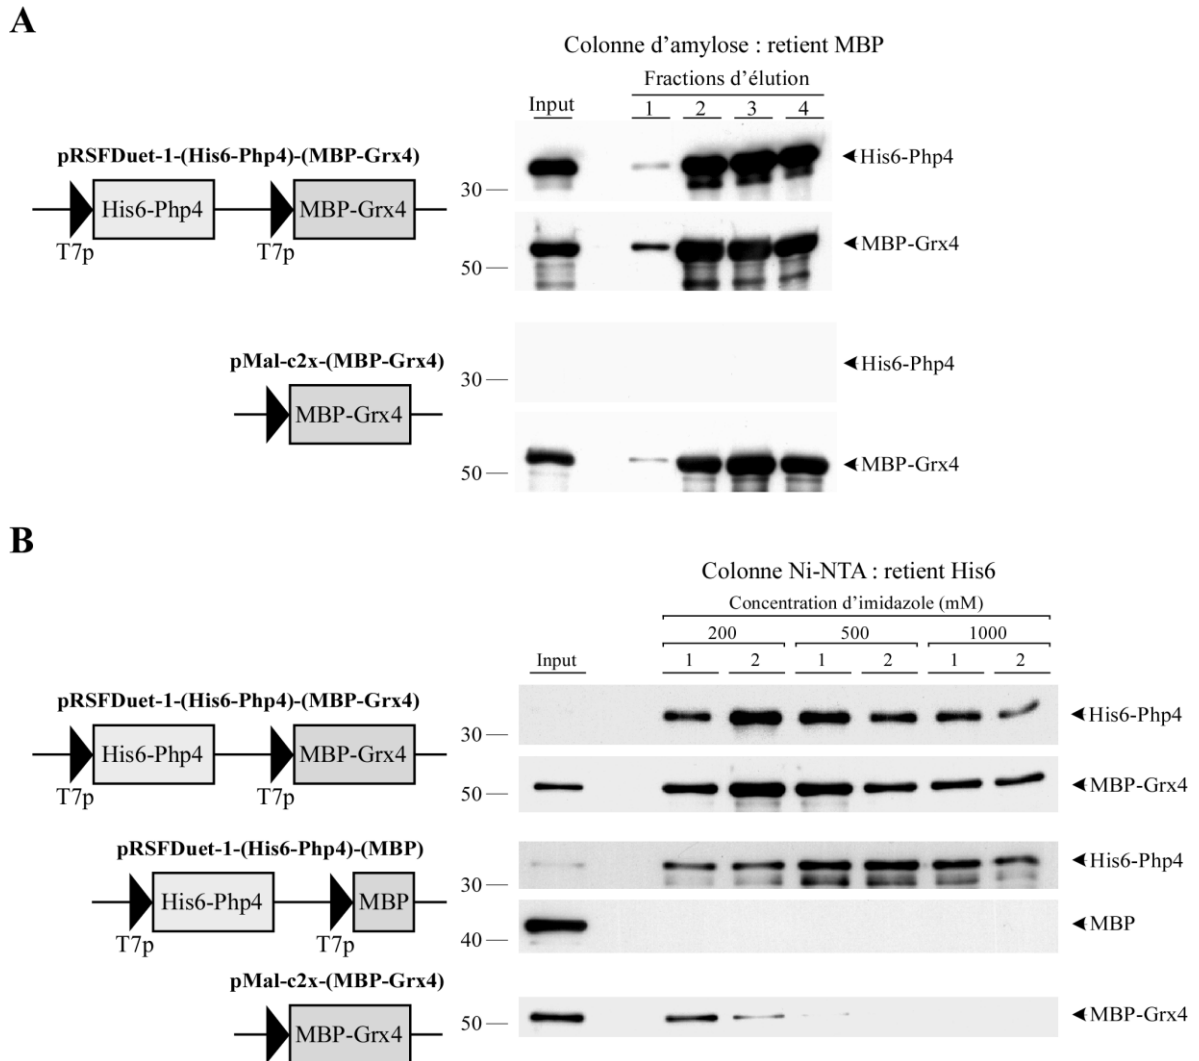 A
Colonne d'amylose : retient MBP
Fractions d'élution
Input 1 2 3 4
pRSFDuet-1-(His6-Php4)-(MBP-Grx4)
His6-Php4 MBP-Grx4
T7p T7p
30
His6-Php4
50
MBP-Grx4
pMal-c2x-(MBP-Grx4)
MBP-Grx4
30
His6-Php4
50
MBP-Grx4
B
Colonne Ni-NTA : retient His6
Concentration d'imidazole (mM)
200 500 1000
Input 1 2 1 2 1 2
pRSFDuet-1-(His6-Php4)-(MBP-Grx4)
His6-Php4 MBP-Grx4
T7p T7p
30
His6-Php4
50
MBP-Grx4
pRSFDuet-1-(His6-Php4)-(MBP)
His6-Php4 MBP
T7p T7p
30
His6-Php4
40
MBP
pMal-c2x-(MBP-Grx4)
MBP-Grx4
50
MBP-Grx4